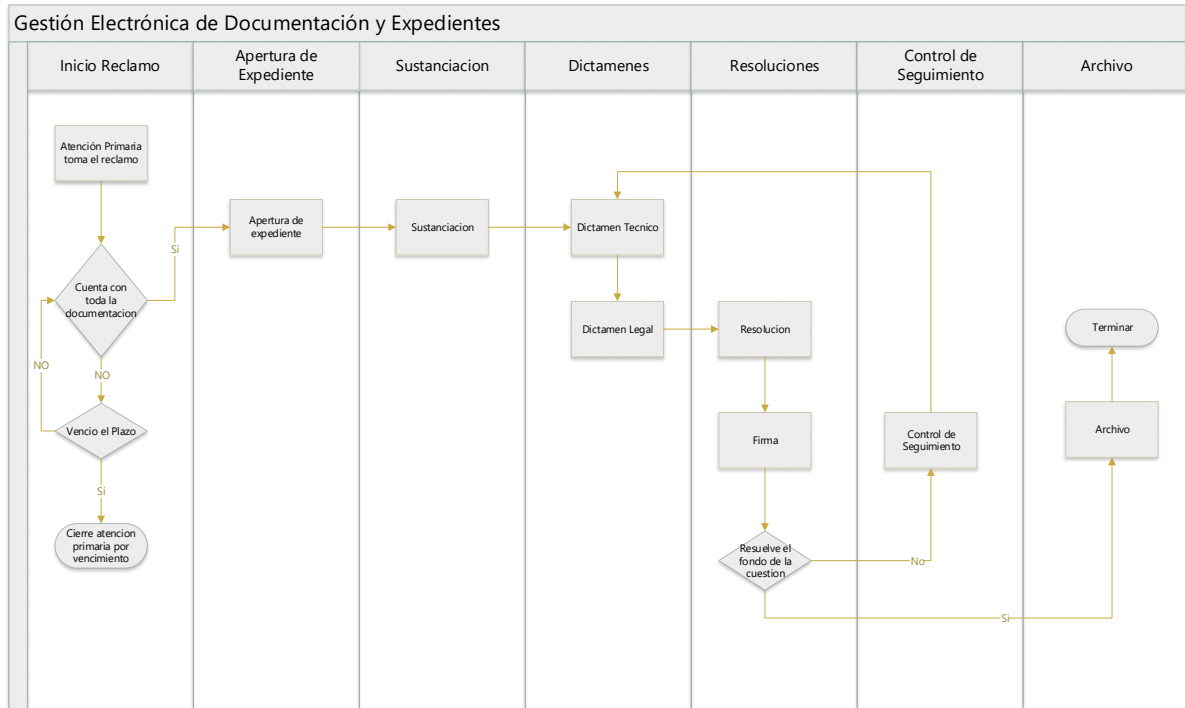 Gestión Electrónica de Documentación y Expedientes
Inicio Reclamo
Apertura de
Expediente
Sustanciacion
Dictamenes
Resoluciones
Control de
Seguimiento
Archivo
Atención Primaria
toma el reclamo
Cuenta con
toda la
documentacion
Si
NO
NO
Vencio el Plazo
Si
Cierre atencion
primaria por
vencimiento
Apertura de
expediente
Sustanciacion
Dictamen Tecnico
Dictamen Legal
Resolucion
Firma
Resuelve el
fondo de la
cuestion
No
Si
Control de
Seguimiento
Terminar
Archivo